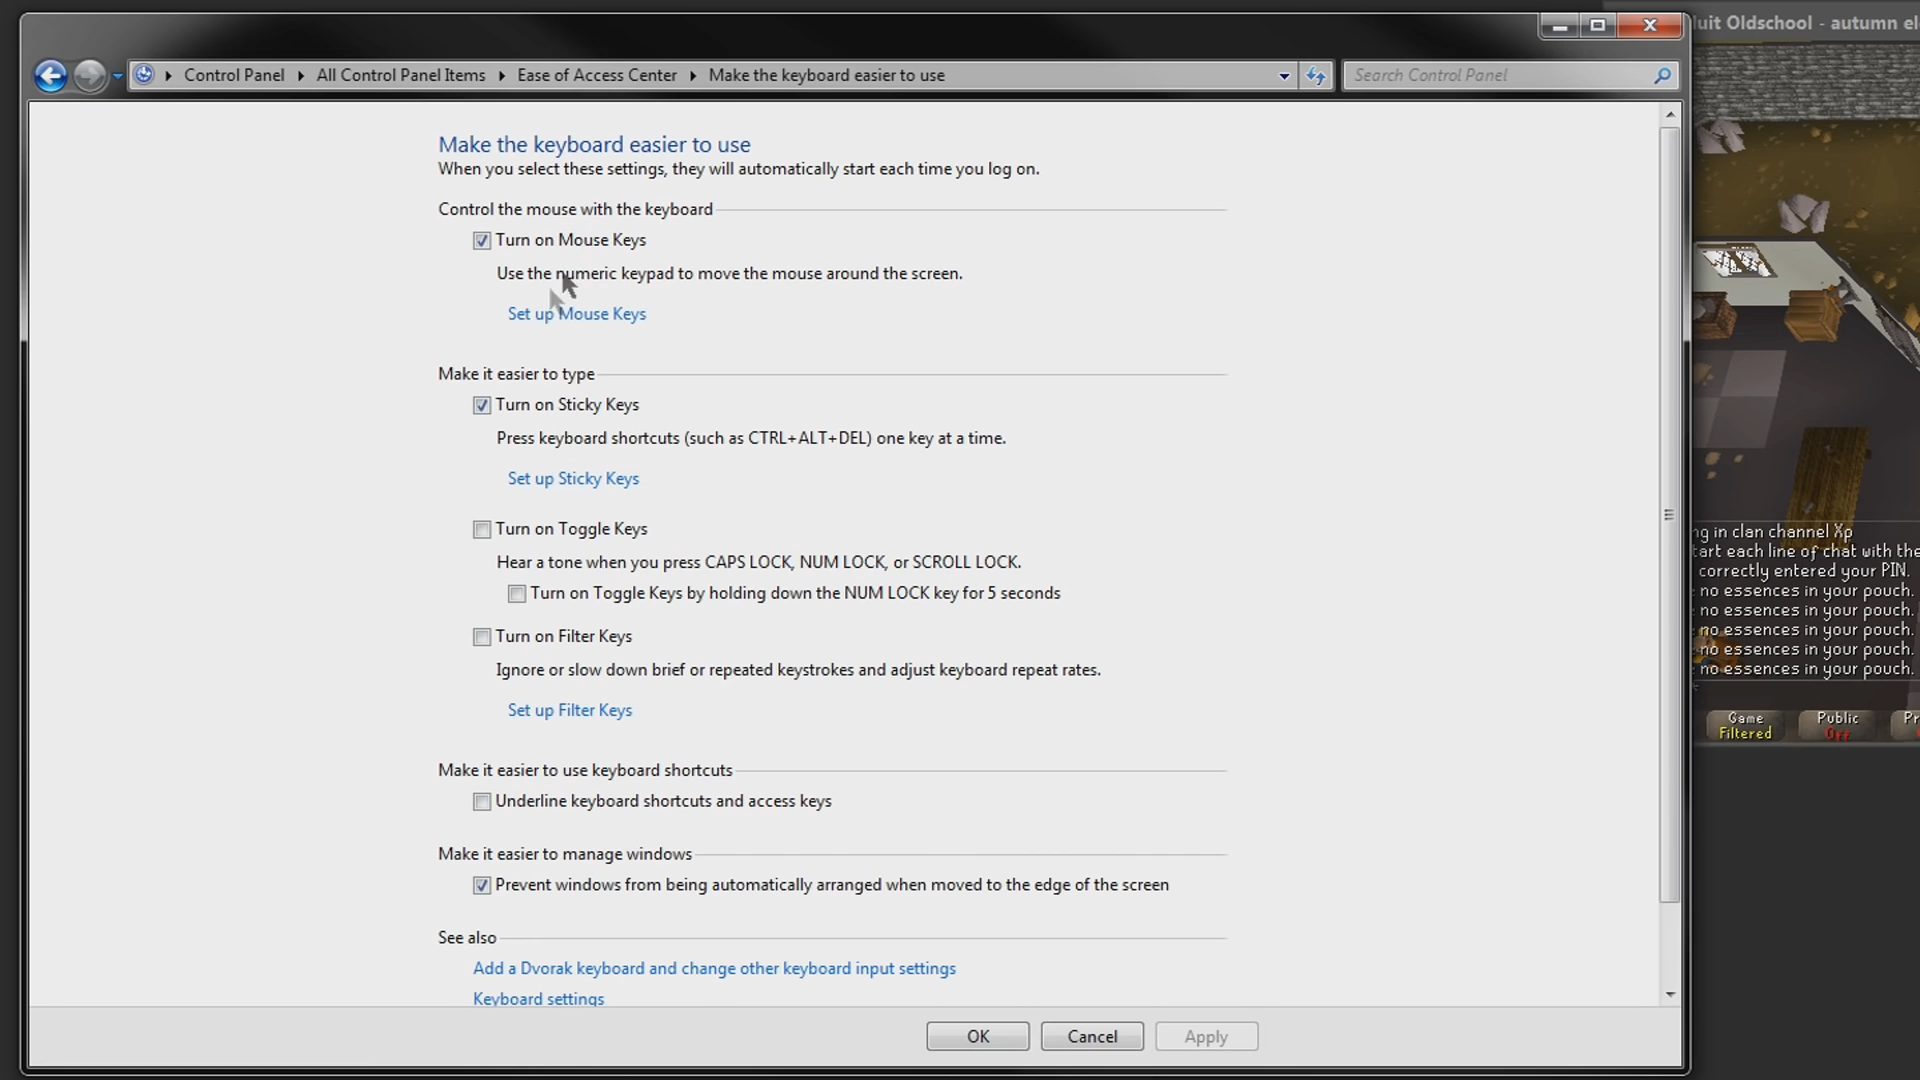 luit Oldschool - autumn el
Control Panel
All Control Panel Items
Ease of Access Center
Make the keyboard easier to use
Search Control Panel
Make the keyboard easier to use
When you select these settings, they will automatically start each time you log on.
Control the mouse with the keyboard
Turn on Mouse Keys
Use the numeric keypad to move the mouse around the screen.
Set up Mouse Keys
Make it easier to type
Turn on Sticky Keys
Press keyboard shortcuts (such as CTRL+ALT+DEL) one key at a time.
Set up Sticky Keys
Turn on Toggle Keys
Hear a tone when you press CAPS LOCK, NUM LOCK, or SCROLL LOCK.
Turn on Toggle Keys by holding down the NUM LOCK key for 5 seconds
Turn on Filter Keys
Ignore or slow down brief or repeated keystrokes and adjust keyboard repeat rates.
Set up Filter Keys
Make it easier to use keyboard shortcuts
Underline keyboard shortcuts and access keys
Make it easier to manage windows
Prevent windows from being automatically arranged when moved to the edge of the screen
See also
Add a Dvorak keyboard and change other keyboard input settings
Keyboard settings
OK
Cancel
Apply
ng in clan channel Xp
tart each line of chat with the
correctly entered your PIN.
no essences in your pouch.
no essences in your pouch.
no essences in your pouch.
no essences in your pouch.
no essences in your pouch.
Game
Filtered
Public
Off
Pr